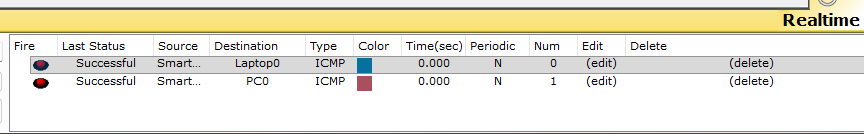 Realtime
Fire Last Status Source Destination Type Color Time(sec) Periodic Num Edit Delete
Successful Smart... Laptop0 ICMP 0.000 N 0 (edit) (delete)
Successful Smart... PC0 ICMP 0.000 N 1 (edit) (delete)